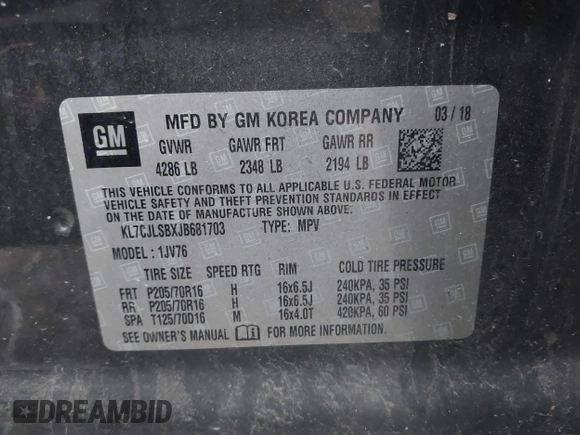 GM
MFD BY GM KOREA COMPANY 03 / 18
GVWR GAWR FRT GAWR RR
4286 LB 2348 LB 2194 LB
THIS VEHICLE CONFORMS TO ALL APPLICABLE U.S. FEDERAL MOTOR
VEHICLE SAFETY AND THEFT PREVENTION STANDARDS IN EFFECT
ON THE DATE OF MANUFACTURE SHOWN ABOVE.
KL7CJLSBXJB681703 TYPE: MPV
MODEL : 1JV76
TIRE SIZE SPEED RTG RIM COLD TIRE PRESSURE
FRT P205/70R16 H 16x6.5J 240KPA, 35 PSI
RR P205/70R16 H 16x6.5J 240KPA, 35 PSI
SPA T125/70D16 M 16x4.0T 420KPA, 60 PSI
SEE OWNER'S MANUAL FOR MORE INFORMATION.
DREAMBID